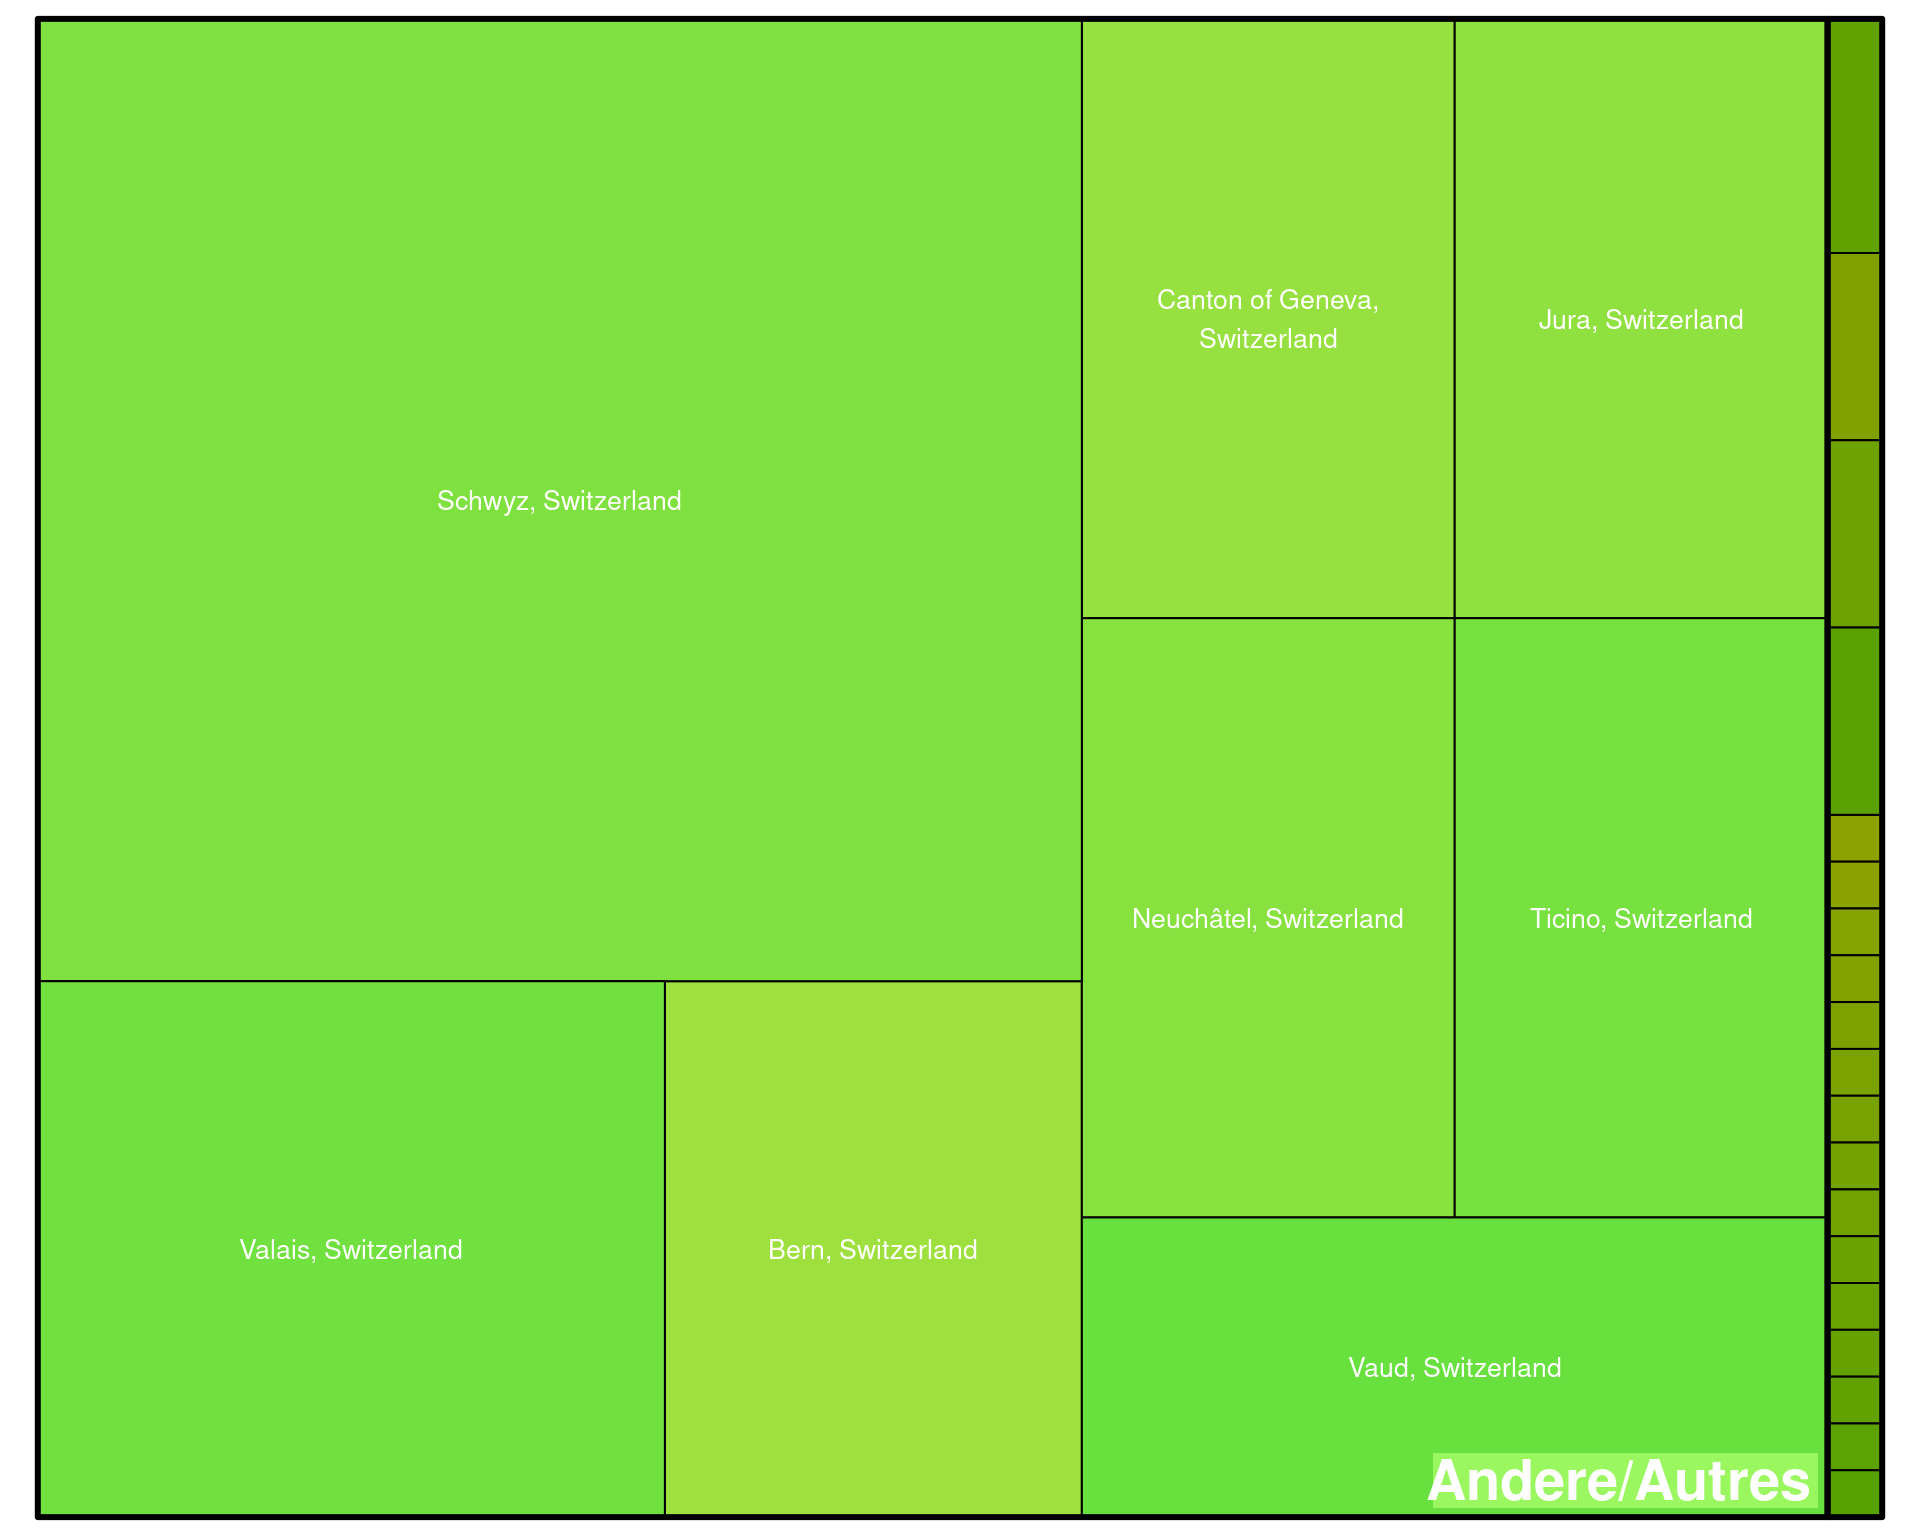 Canton of Geneva,
Switzerland
Jura, Switzerland
Schwyz, Switzerland
Neuchâtel, Switzerland
Ticino, Switzerland
Valais, Switzerland
Bern, Switzerland
Vaud, Switzerland
Andere/Autres